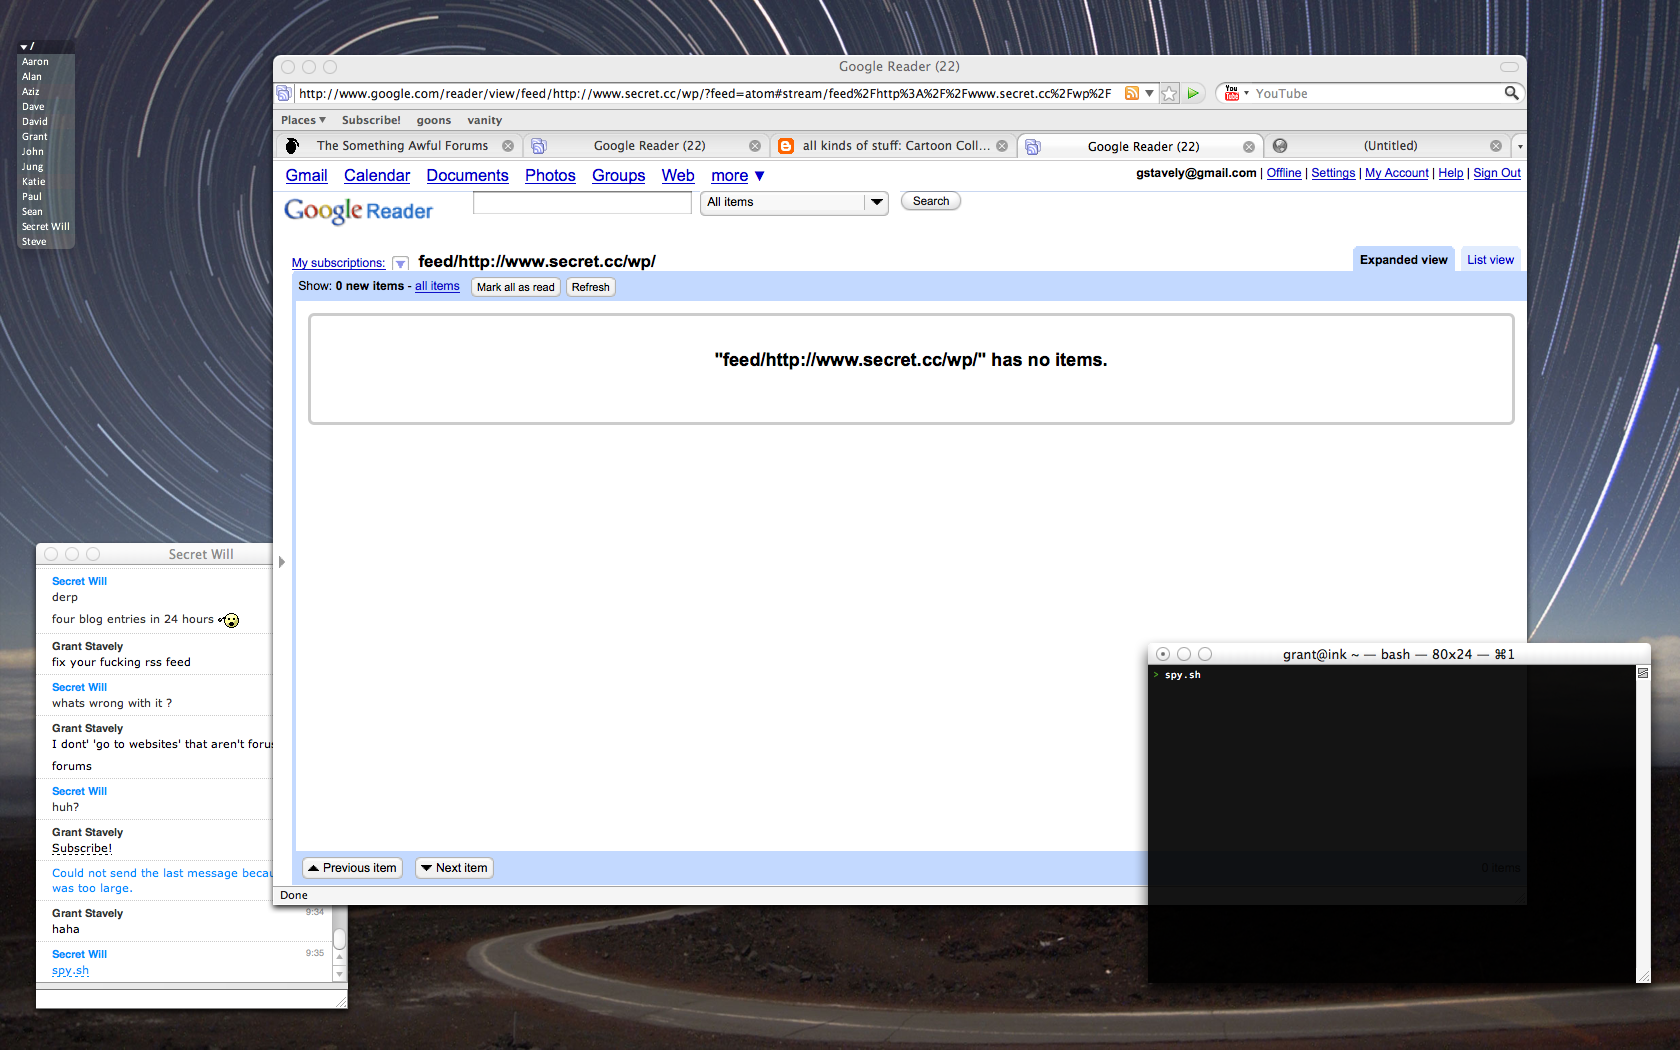 /
Aaron
Alan
Aziz
Dave
David
Grant
John
Jung
Katie
Paul
Sean
Secret Will
Steve
Google Reader (22)
http://www.google.com/reader/view/feed/http://www.secret.cc/wp/?feed=atom#stream/feed%2Fhttp%3A%2F%2Fwww.secret.cc%2Fwp%2F
You Tube YouTube
Places Subscribe! goons vanity
The Something Awful Forums Google Reader (22) all kinds of stuff: Cartoon Coll... Google Reader (22) (Untitled)
Gmail Calendar Documents Photos Groups Web more
gstavely@gmail.com | Offline | Settings | My Account | Help | Sign Out
Google Reader All items Search
My subscriptions: feed/http://www.secret.cc/wp/ Expanded view List view
Show: 0 new items - all items Mark all as read Refresh
"feed/http://www.secret.cc/wp/" has no items.
Previous item Next item 0 items
Done
Secret Will
Secret Will
derp
four blog entries in 24 hours
Grant Stavely
fix your fucking rss feed
Secret Will
whats wrong with it ?
Grant Stavely
I dont' 'go to websites' that aren't forus
forums
Secret Will
huh?
Grant Stavely
Subscribe!
Could not send the last message becau
was too large.
Grant Stavely 9:34
haha
Secret Will 9:35
spy.sh
grant@ink ~ — bash — 80x24 — ⌘1
> spy.sh